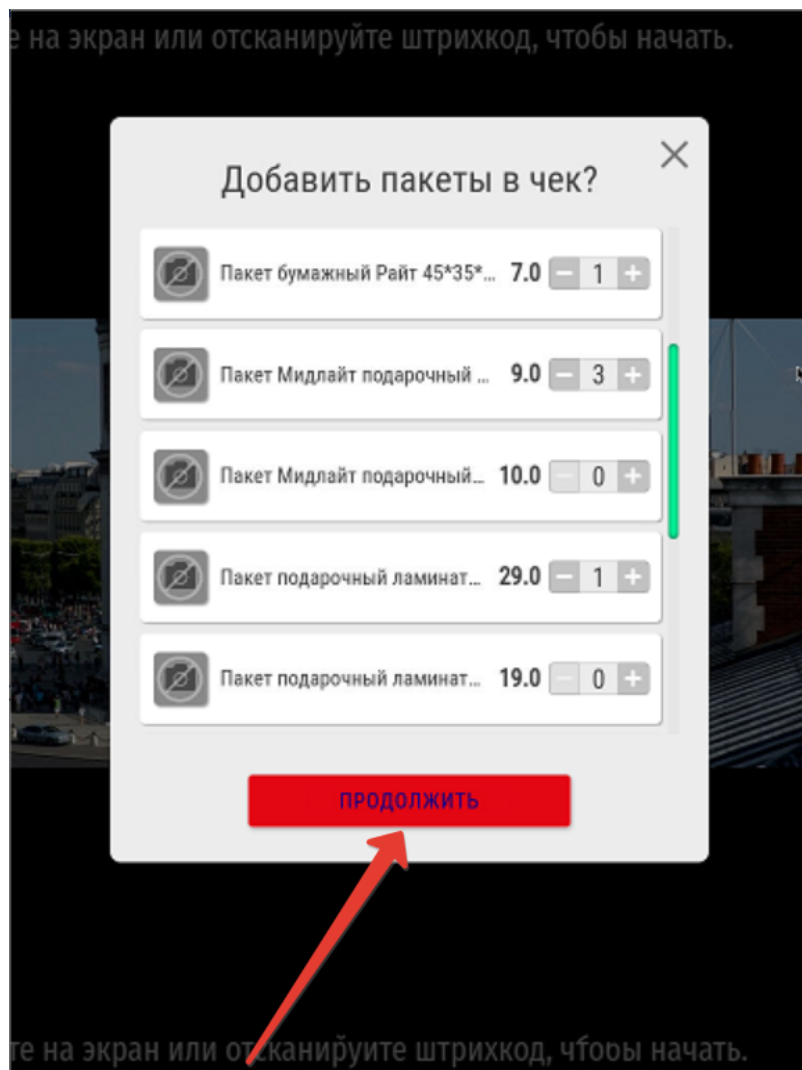 е на экран или отсканируйте штрихкод, чтобы начать.
Добавить пакеты в чек?
Пакет бумажный Райт 45*35*... 7.0 − 1 +
Пакет Мидлайт подарочный ... 9.0 − 3 +
Пакет Мидлайт подарочный... 10.0 − 0 +
Пакет подарочный ламинат... 29.0 − 1 +
Пакет подарочный ламинат... 19.0 − 0 +
ПРОДОЛЖИТЬ
те на экран или отсканируйте штрихкод, чтобы начать.